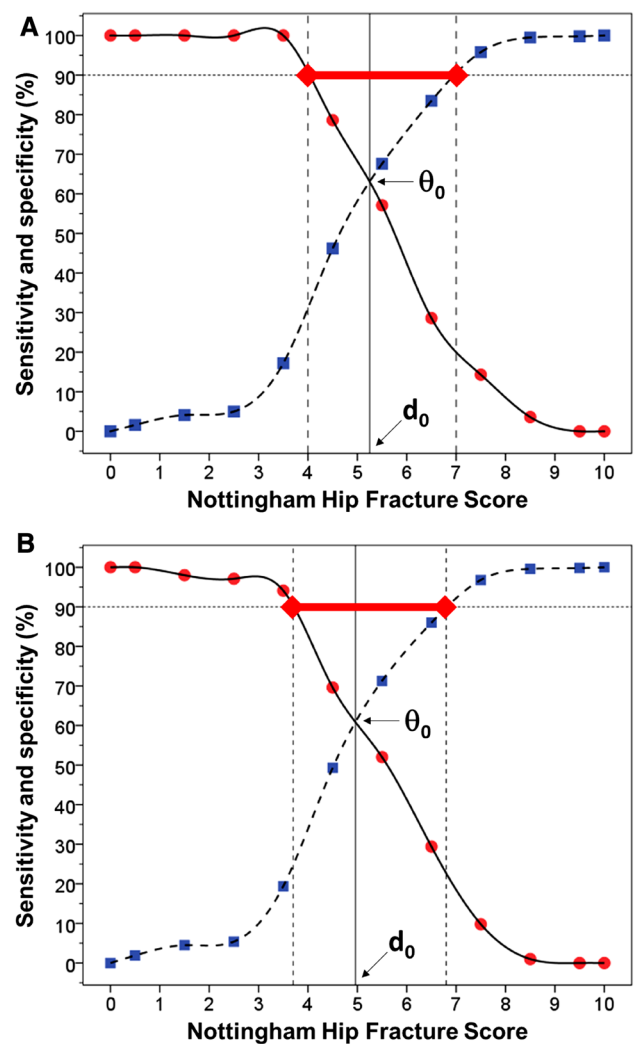 A
Sensitivity and specificity (%)
100
90
80
70
60
50
40
30
20
10
0
θ₀
d₀
0 1 2 3 4 5 6 7 8 9 10
Nottingham Hip Fracture Score
B
Sensitivity and specificity (%)
100
90
80
70
60
50
40
30
20
10
0
θ₀
d₀
0 1 2 3 4 5 6 7 8 9 10
Nottingham Hip Fracture Score